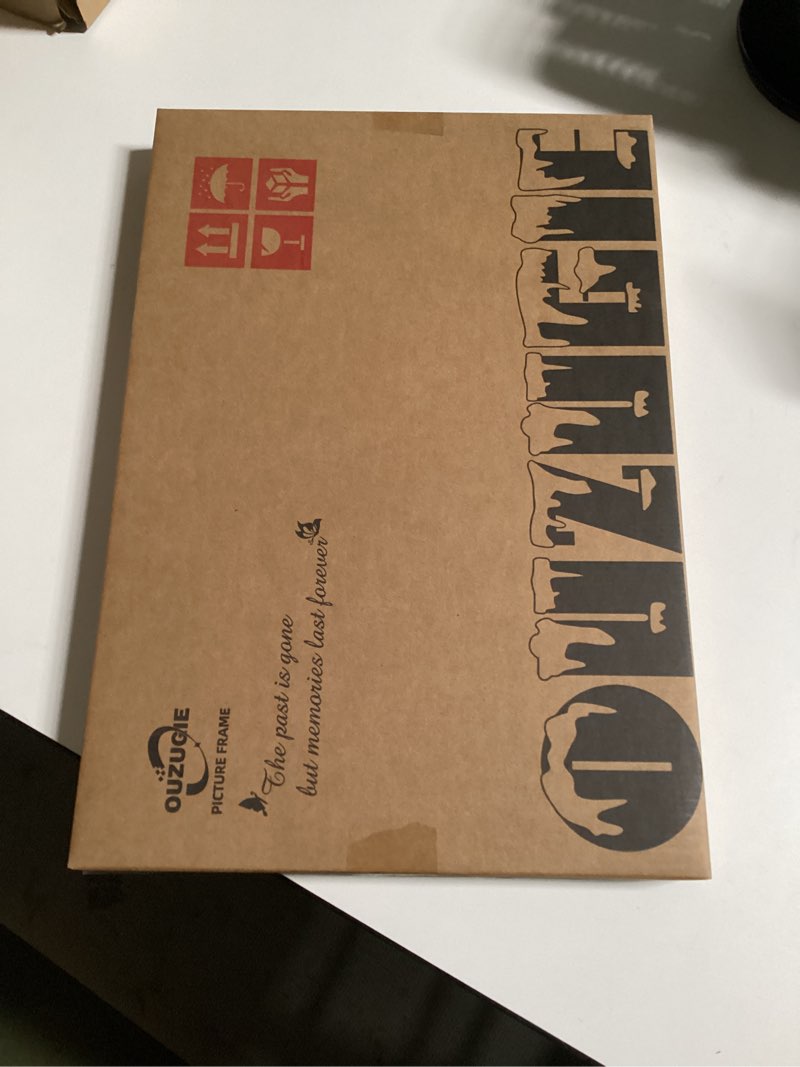 OUZUGIE
PICTURE FRAME
The past is gone
but memories last forever
OUZUGIE